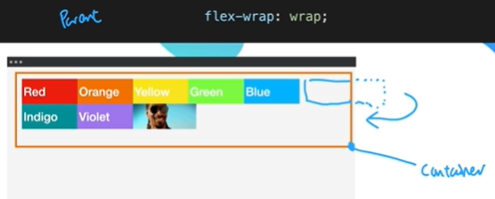 Parent flex-wrap: wrap;
Red Orange Yellow Green Blue
Indigo Violet
Container